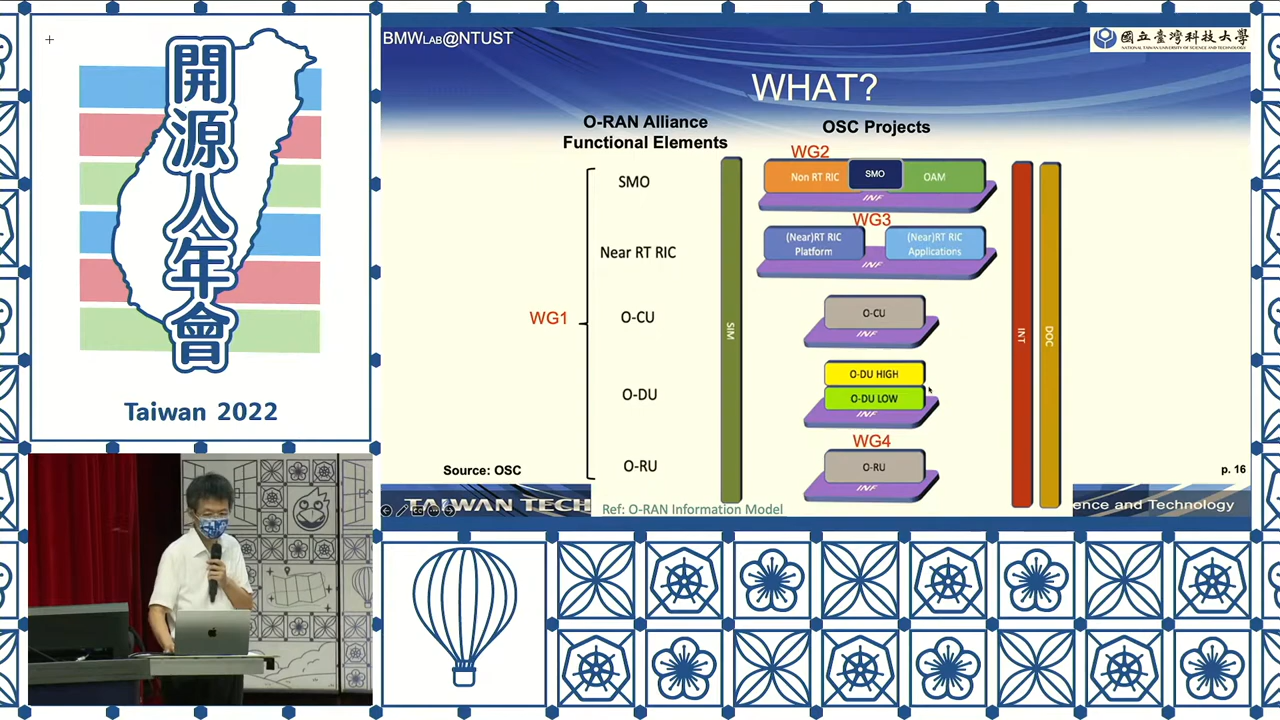 開源人年會
Taiwan 2022
BMWLAB@NTUST
國立臺灣科技大學
NATIONAL TAIWAN UNIVERSITY OF SCIENCE AND TECHNOLOGY
WHAT?
O-RAN Alliance
Functional Elements
OSC Projects
WG2
SMO
Non RT RIC
SMO
OAM
INF
WG3
Near RT RIC
(Near)RT RIC
Platform
(Near)RT RIC
Applications
INF
WG1
O-CU
O-CU
INF
SIM
INT
DOC
O-DU
O-DU HIGH
O-DU LOW
INF
WG4
O-RU
O-RU
INF
Source: OSC
p. 16
TAIWAN TECH
Ref: O-RAN Information Model
ence and Technology